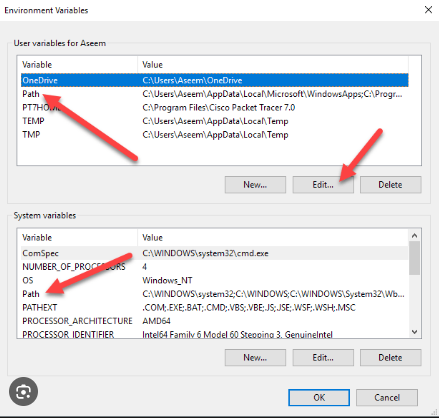 Environment Variables
User variables for Aseem
Variable Value
OneDrive C:\Users\Aseem\OneDrive
Path C:\Users\Aseem\AppData\Local\Microsoft\WindowsApps;C:\Progr...
PT7HOME C:\Program Files\Cisco Packet Tracer 7.0
TEMP C:\Users\Aseem\AppData\Local\Temp
TMP C:\Users\Aseem\AppData\Local\Temp
New... Edit... Delete
System variables
Variable Value
ComSpec C:\WINDOWS\system32\cmd.exe
NUMBER_OF_PROCESSORS 4
OS Windows_NT
Path C:\WINDOWS\system32;C:\WINDOWS;C:\WINDOWS\System32\Wb...
PATHEXT .COM;.EXE;.BAT;.CMD;.VBS;.VBE;.JS;.JSE;.WSF;.WSH;.MSC
PROCESSOR_ARCHITECTURE AMD64
PROCESSOR_IDENTIFIER Intel64 Family 6 Model 60 Stepping 3, GenuineIntel
New... Edit... Delete
OK Cancel